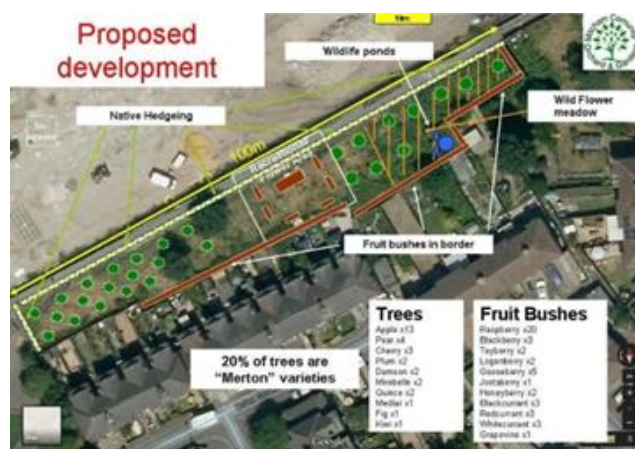 Proposed
development
Wildlife ponds
Native Hedgeing
Wild Flower
meadow
100m
Recreational
Fruit bushes in border
20% of trees are
"Merton" varieties
Trees
Apple x13
Pear x4
Cherry x3
Plum x2
Damson x2
Mirabelle x2
Quince x2
Medlar x1
Fig x1
Kiwi x1
Fruit Bushes
Raspberry x20
Blackberry x3
Tayberry x2
Loganberry x2
Gooseberry x5
Jostaberry x1
Honeyberry x2
Blackcurrant x3
Redcurrant x3
Whitecurrant x3
Grapevine x1
Google